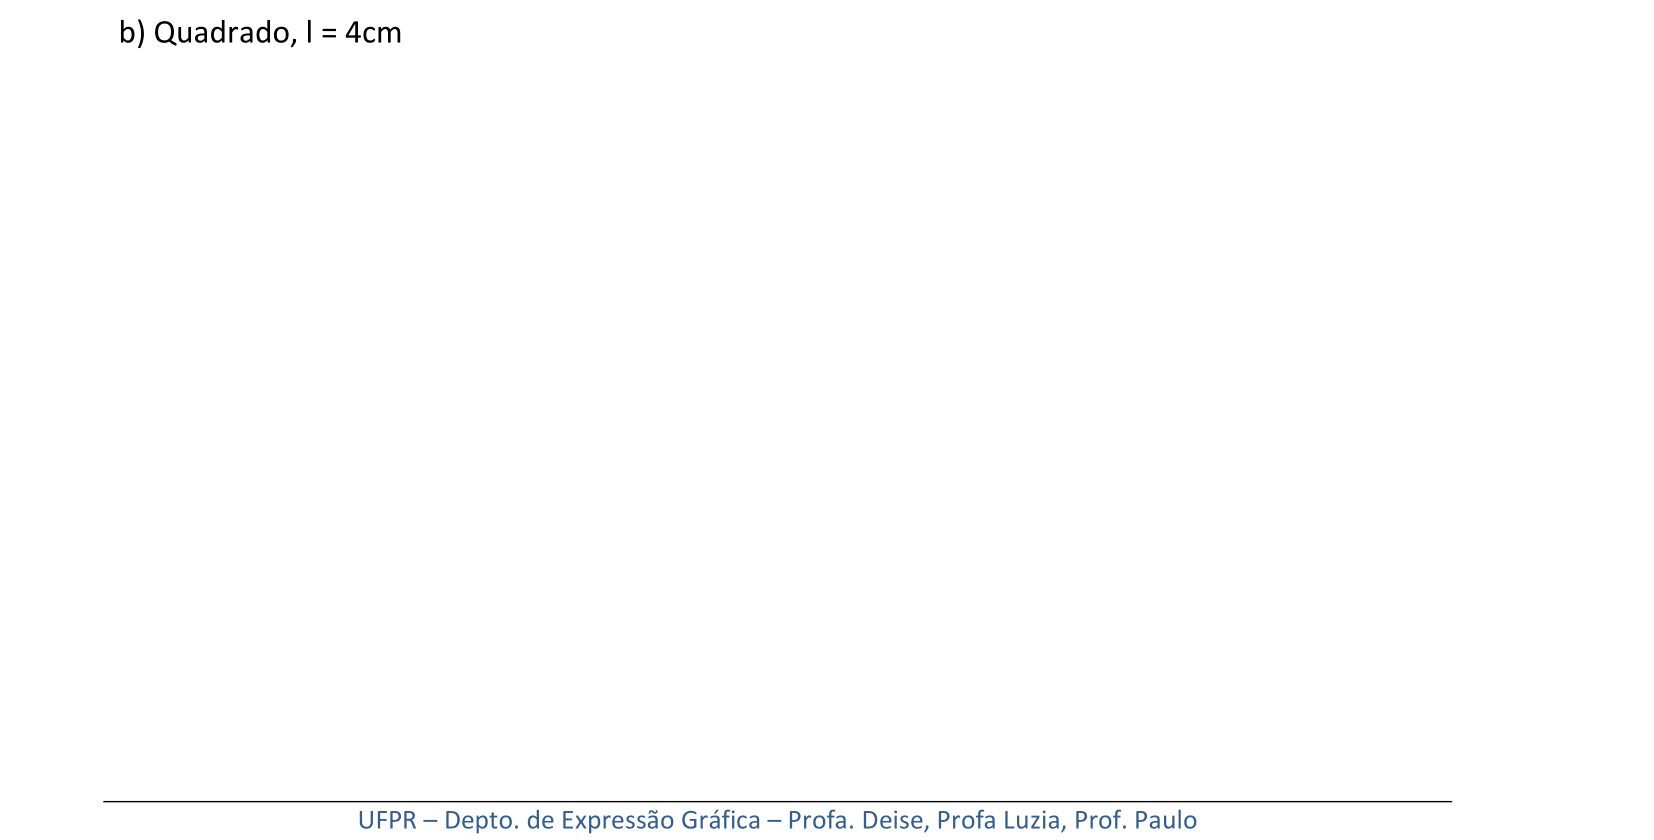 b) Quadrado, l = 4cm
UFPR – Depto. de Expressão Gráfica – Profa. Deise, Profa Luzia, Prof. Paulo